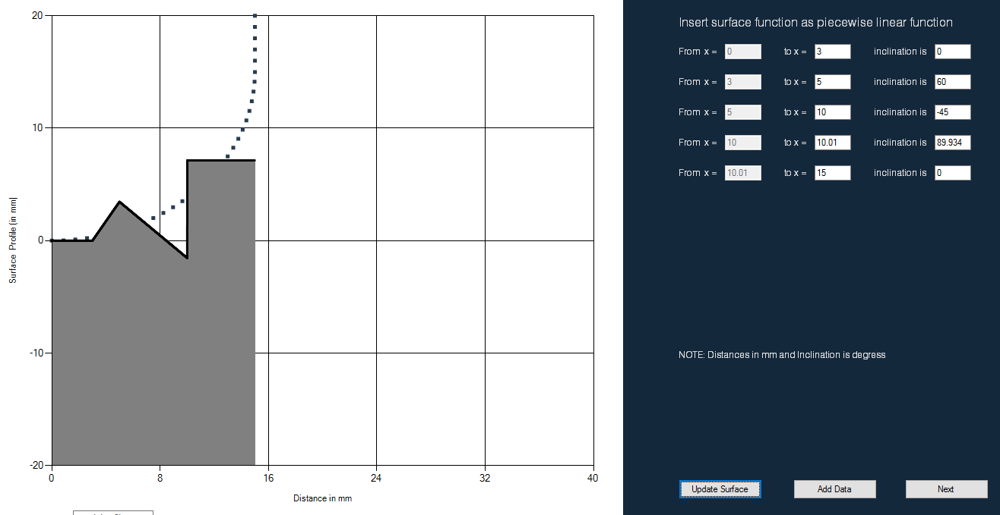 20
10
0
-10
-20
Surface Profile (in mm)
0 8 16 24 32 40
Distance in mm
Insert surface function as piecewise linear function
From x = 0 to x = 3 inclination is 0
From x = 3 to x = 5 inclination is 60
From x = 5 to x = 10 inclination is -45
From x = 10 to x = 10.01 inclination is 89.934
From x = 10.01 to x = 15 inclination is 0
NOTE: Distances in mm and Inclination is degress
Update Surface Add Data Next